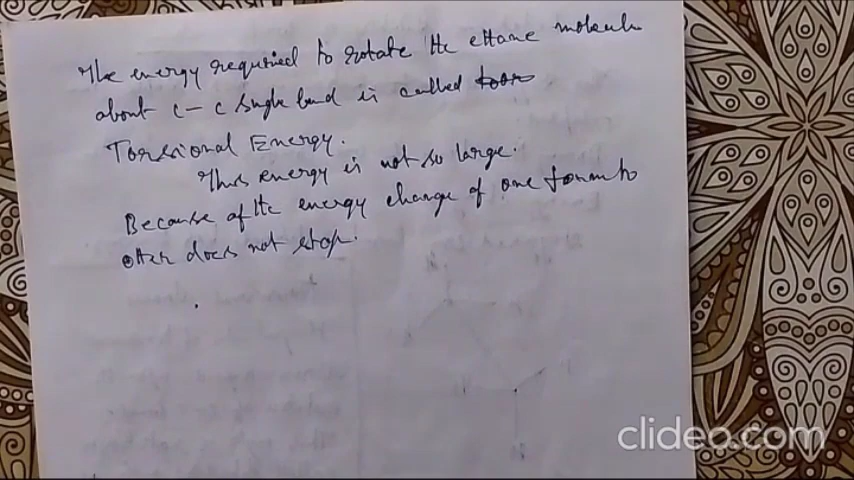 The energy required to rotate the ethane molecule
about C-C single bond is called
Torsional Energy.
This energy is not so large.
Because of the energy change of one form to
other does not stop.
clideo.com